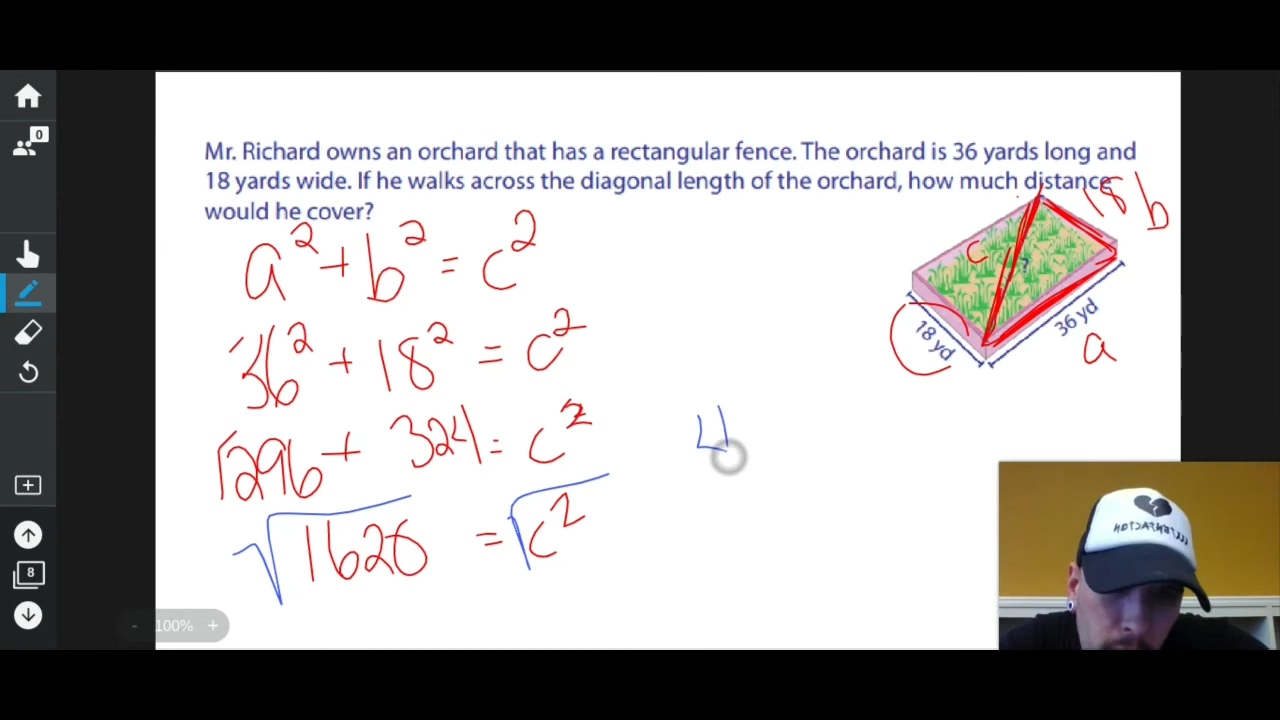 0
Mr. Richard owns an orchard that has a rectangular fence. The orchard is 36 yards long and
18 yards wide. If he walks across the diagonal length of the orchard, how much distance
would he cover?
a² + b² = c²
18 b
c
?
36² + 18² = c²
18 yd
36 yd
a
1296 + 324 = c²
4
√1620 = √c²
8
- 100% +